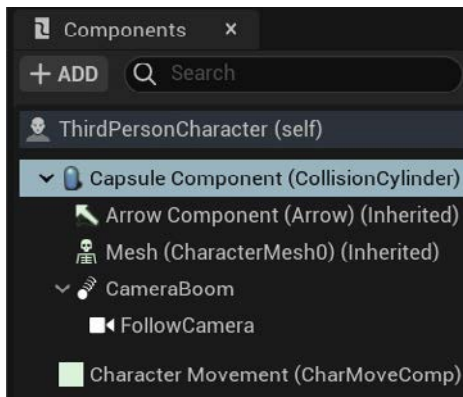 Components ×
+ ADD Search
ThirdPersonCharacter (self)
Capsule Component (CollisionCylinder)
Arrow Component (Arrow) (Inherited)
Mesh (CharacterMesh0) (Inherited)
CameraBoom
FollowCamera
Character Movement (CharMoveComp)